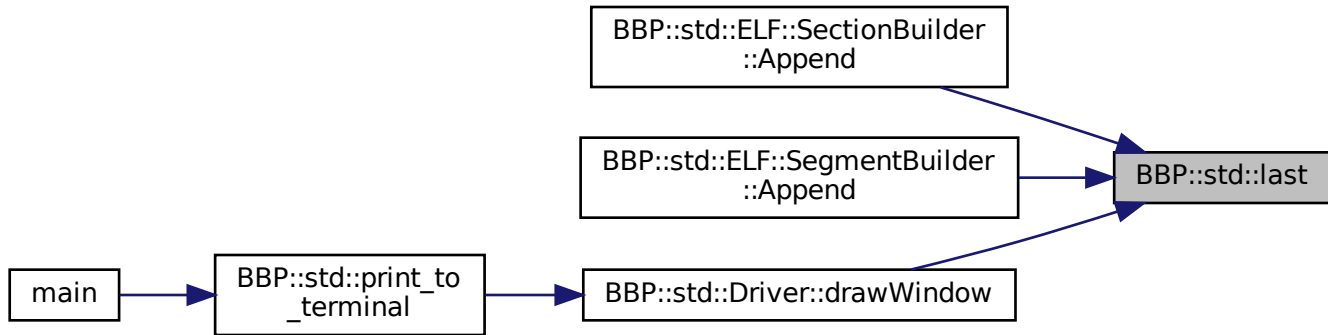 BBP::std::ELF::SectionBuilder
::Append
BBP::std::ELF::SegmentBuilder
::Append
BBP::std::last
main
BBP::std::print_to
_terminal
BBP::std::Driver::drawWindow